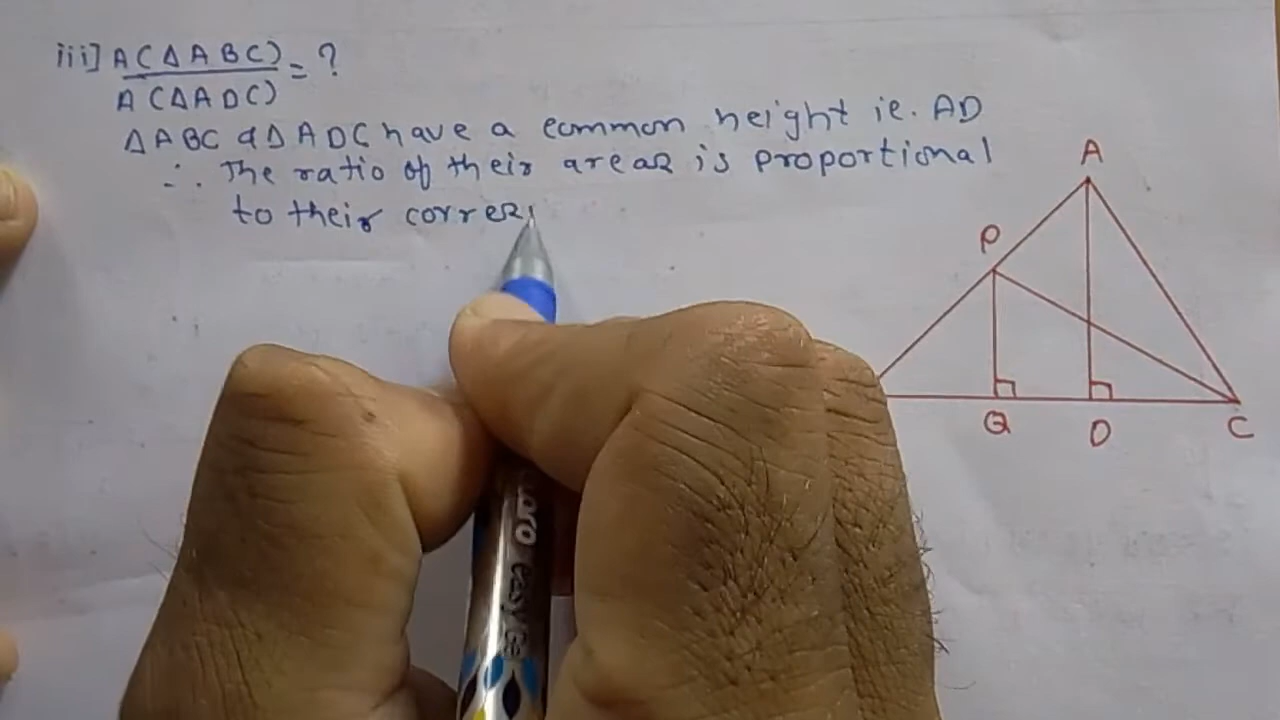 iii] A(ΔABC) = ?
A(ΔADC)
ΔABC & ΔADC have a common height ie. AD
∴ The ratio of their areas is proportional
to their corres
A
P
Q
D
C